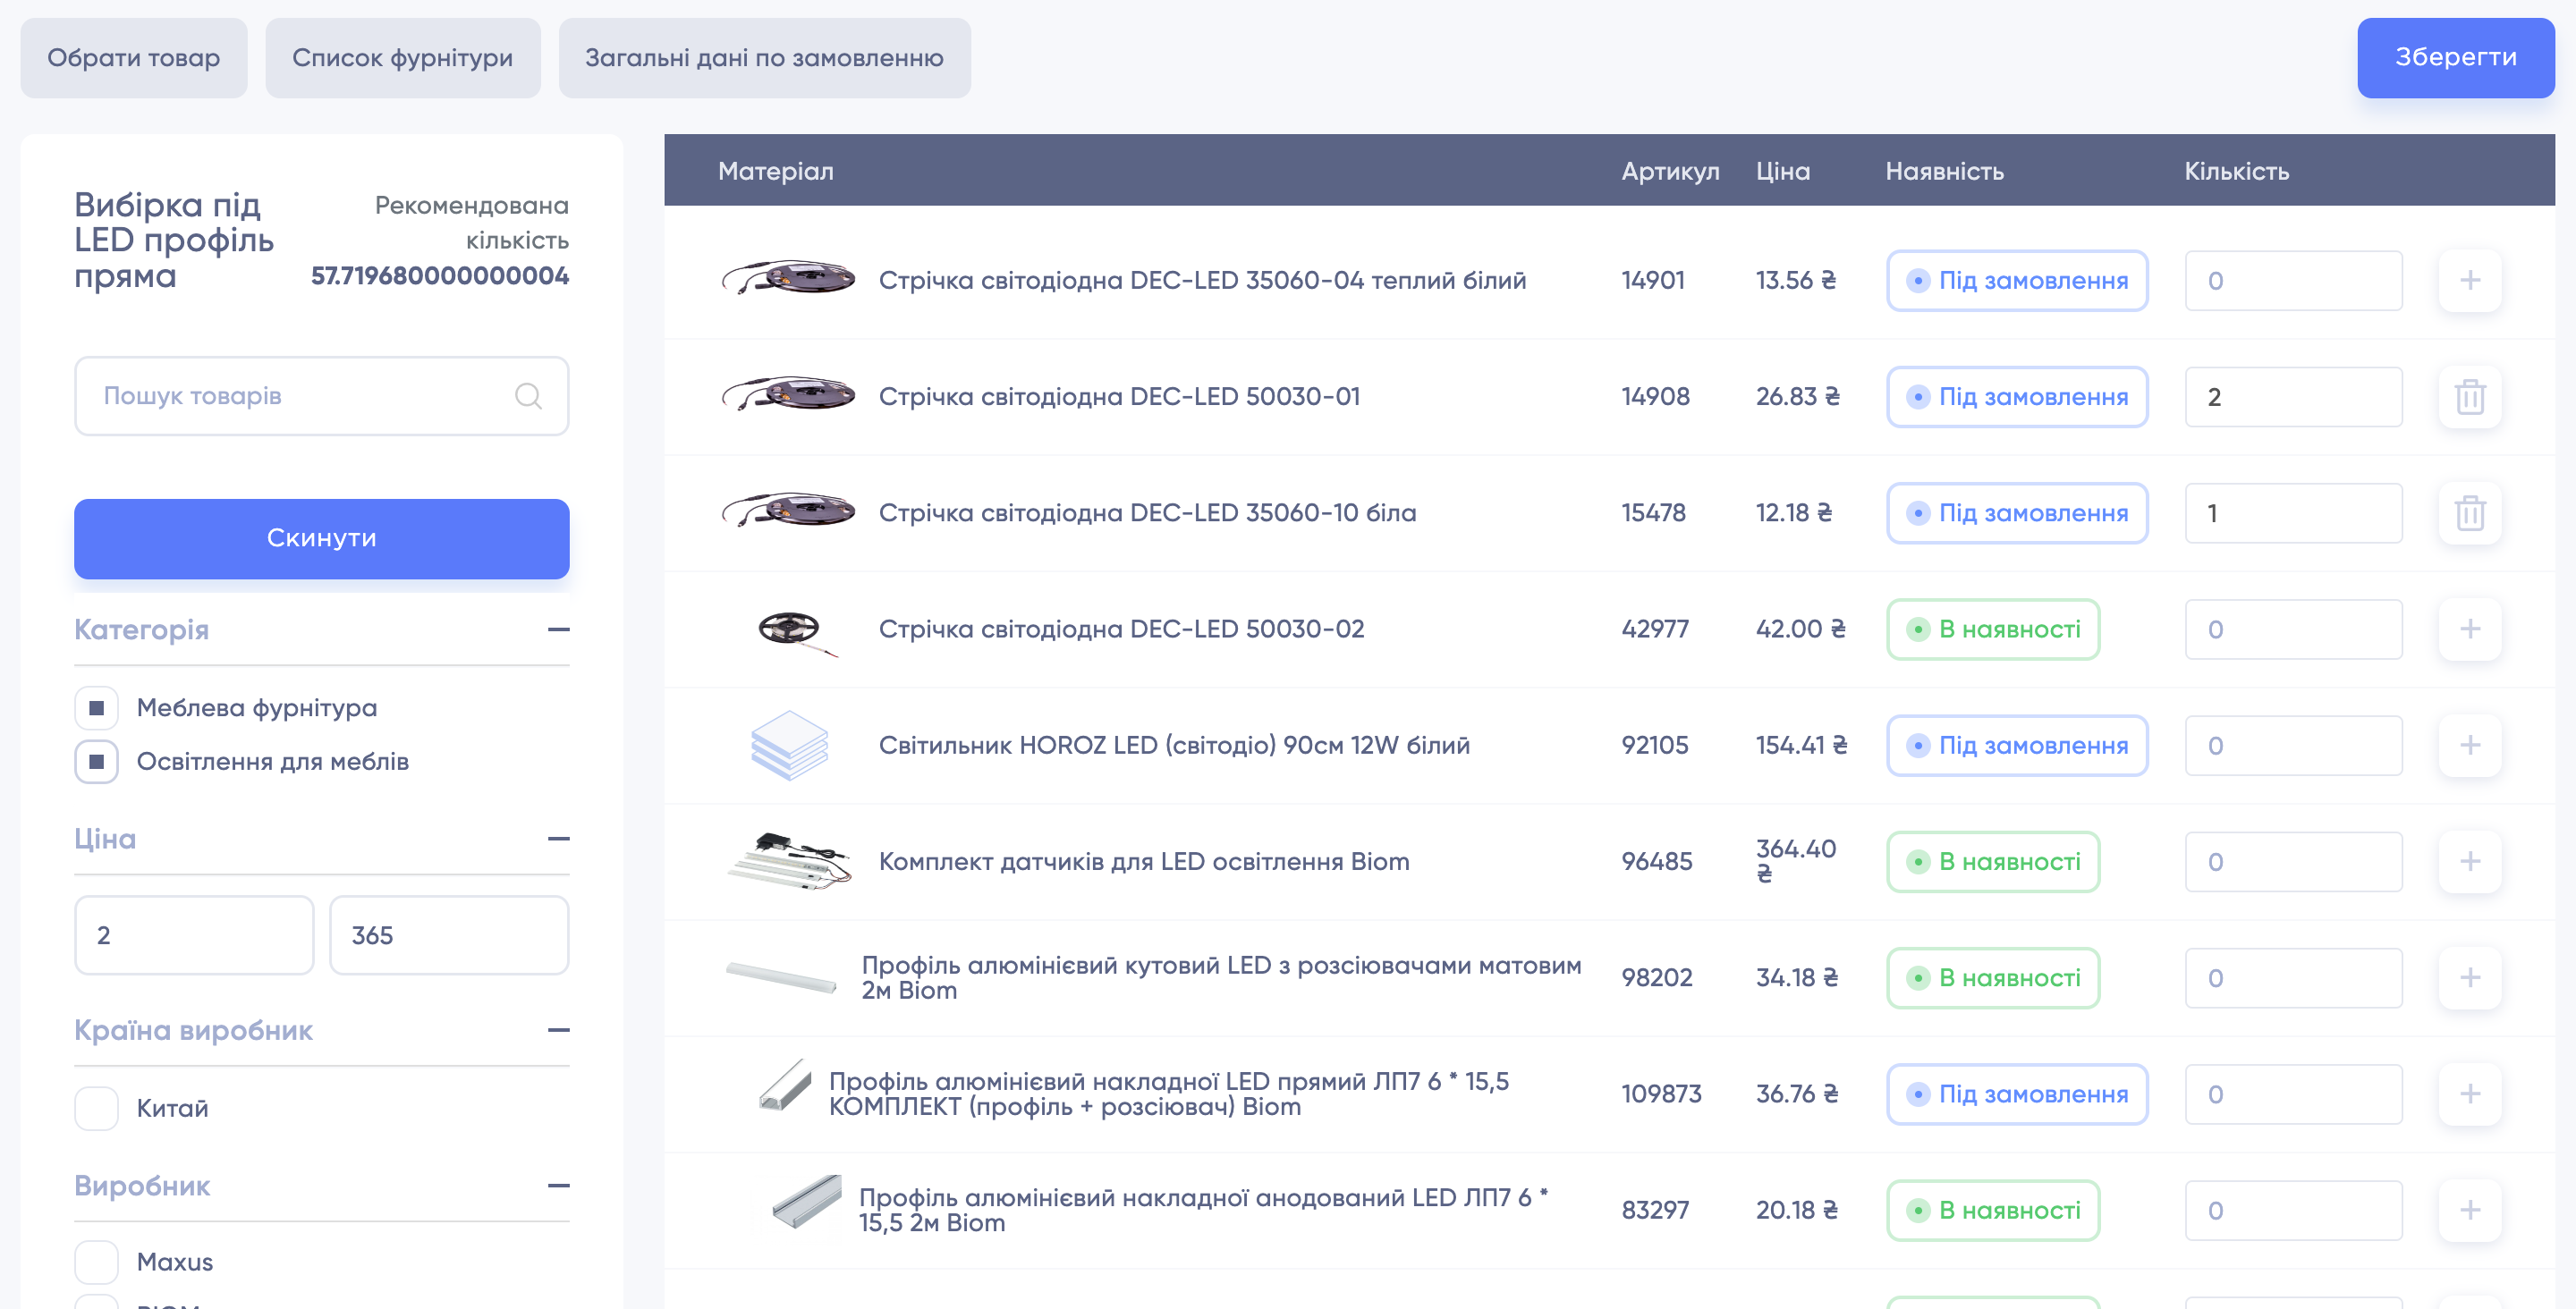 Обрати товар
Список фурнітури
Загальні дані по замовленню
Зберегти
Вибірка під
LED профіль
пряма
Рекомендована
кількість
57.719680000000004
Пошук товарів
Скинути
Категорія
Меблева фурнітура
Освітлення для меблів
Ціна
2
365
Країна виробник
Китай
Виробник
Maxus
Матеріал Артикул Ціна Наявність Кількість
Стрічка світодіодна DEC-LED 35060-04 теплий білий 14901 13.56 ₴ Під замовлення 0
Стрічка світодіодна DEC-LED 50030-01 14908 26.83 ₴ Під замовлення 2
Стрічка світодіодна DEC-LED 35060-10 біла 15478 12.18 ₴ Під замовлення 1
Стрічка світодіодна DEC-LED 50030-02 42977 42.00 ₴ В наявності 0
Світильник HOROZ LED (світодіо) 90см 12W білий 92105 154.41 ₴ Під замовлення 0
Комплект датчиків для LED освітлення Biom 96485 364.40
₴ В наявності 0
Профіль алюмінієвий кутовий LED з розсіювачами матовим
2м Biom 98202 34.18 ₴ В наявності 0
Профіль алюмінієвий накладної LED прямий ЛП7 6 * 15,5
КОМПЛЕКТ (профіль + розсіювач) Biom 109873 36.76 ₴ Під замовлення 0
Профіль алюмінієвий накладної анодований LED ЛП7 6 *
15,5 2м Biom 83297 20.18 ₴ В наявності 0